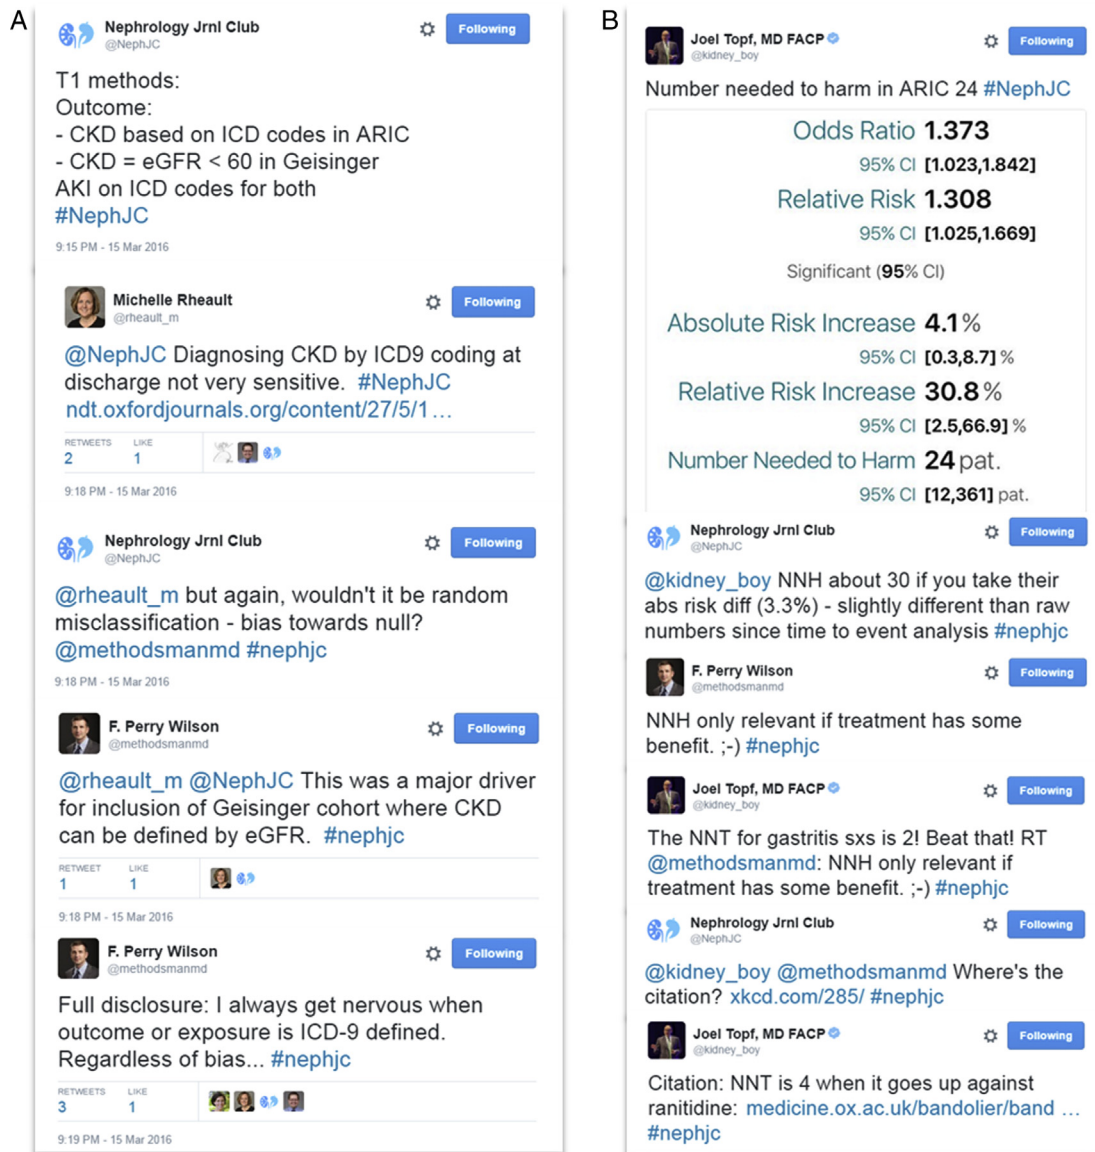 A
Nephrology Jrnl Club
@NephJC
Following
T1 methods:
Outcome:
- CKD based on ICD codes in ARIC
- CKD = eGFR < 60 in Geisinger
AKI on ICD codes for both
#NephJC
9:15 PM - 15 Mar 2016
Michelle Rheault
@rheault_m
Following
@NephJC Diagnosing CKD by ICD9 coding at
discharge not very sensitive. #NephJC
ndt.oxfordjournals.org/content/27/5/1…
RETWEETS LIKE
2 1
9:18 PM - 15 Mar 2016
Nephrology Jrnl Club
@NephJC
Following
@rheault_m but again, wouldn't it be random
misclassification - bias towards null?
@methodsmanmd #nephjc
9:18 PM - 15 Mar 2016
F. Perry Wilson
@methodsmanmd
Following
@rheault_m @NephJC This was a major driver
for inclusion of Geisinger cohort where CKD
can be defined by eGFR. #nephjc
RETWEET LIKE
1 1
9:18 PM - 15 Mar 2016
F. Perry Wilson
@methodsmanmd
Following
Full disclosure: I always get nervous when
outcome or exposure is ICD-9 defined.
Regardless of bias... #nephjc
RETWEETS LIKE
3 1
9:19 PM - 15 Mar 2016
B
Joel Topf, MD FACP
@kidney_boy
Following
Number needed to harm in ARIC 24 #NephJC
Odds Ratio 1.373
95% CI [1.023,1.842]
Relative Risk 1.308
95% CI [1.025,1.669]
Significant (95% CI)
Absolute Risk Increase 4.1%
95% CI [0.3,8.7] %
Relative Risk Increase 30.8%
95% CI [2.5,66.9] %
Number Needed to Harm 24 pat.
95% CI [12,361] pat.
Nephrology Jrnl Club
@NephJC
Following
@kidney_boy NNH about 30 if you take their
abs risk diff (3.3%) - slightly different than raw
numbers since time to event analysis #nephjc
F. Perry Wilson
@methodsmanmd
Following
NNH only relevant if treatment has some
benefit. ;-) #nephjc
Joel Topf, MD FACP
@kidney_boy
Following
The NNT for gastritis sxs is 2! Beat that! RT
@methodsmanmd: NNH only relevant if
treatment has some benefit. ;-) #nephjc
Nephrology Jrnl Club
@NephJC
Following
@kidney_boy @methodsmanmd Where's the
citation? xkcd.com/285/ #nephjc
Joel Topf, MD FACP
@kidney_boy
Following
Citation: NNT is 4 when it goes up against
ranitidine: medicine.ox.ac.uk/bandolier/band …
#nephjc